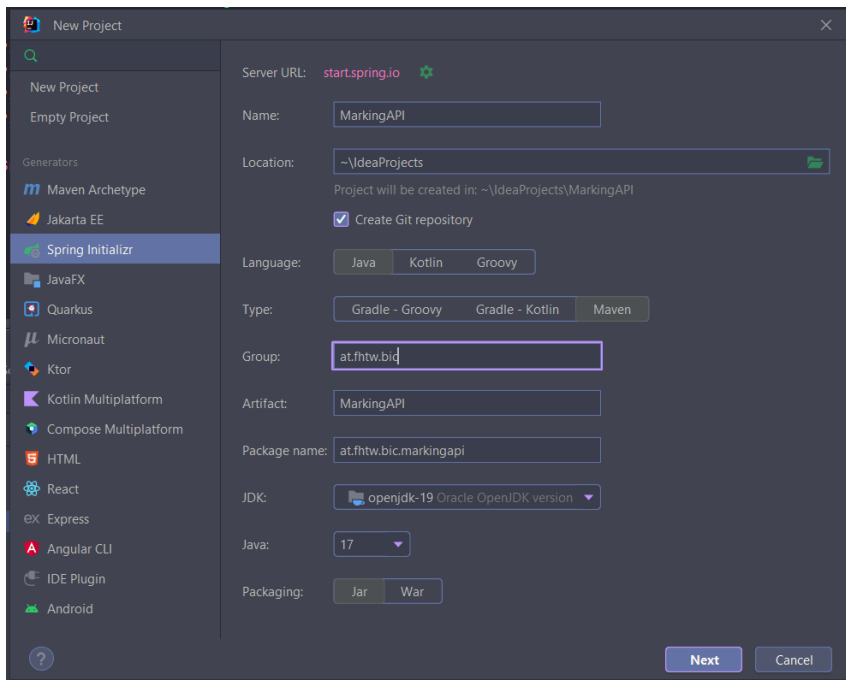 New Project
New Project
Empty Project
Generators
Maven Archetype
Jakarta EE
Spring Initializr
JavaFX
Quarkus
Micronaut
Ktor
Kotlin Multiplatform
Compose Multiplatform
HTML
React
ex Express
Angular CLI
IDE Plugin
Android
Server URL: start.spring.io
Name: MarkingAPI
Location: ~\IdeaProjects
Project will be created in: ~\IdeaProjects\MarkingAPI
Create Git repository
Language: Java Kotlin Groovy
Type: Gradle - Groovy Gradle - Kotlin Maven
Group: at.fhtw.bic
Artifact: MarkingAPI
Package name: at.fhtw.bic.markingapi
JDK: openjdk-19 Oracle OpenJDK version
Java: 17
Packaging: Jar War
? Next Cancel